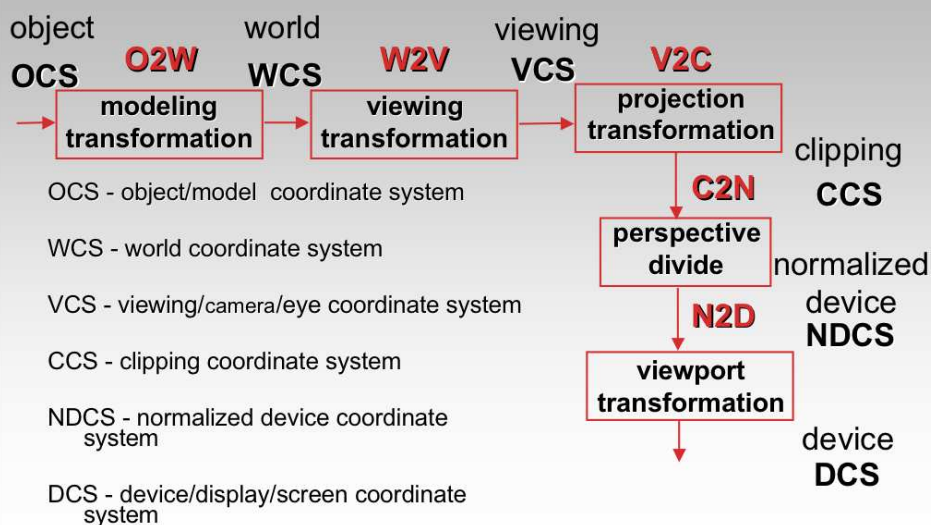 object
OCS
O2W
modeling
transformation
world
WCS
W2V
viewing
transformation
viewing
VCS
V2C
projection
transformation
clipping
CCS
C2N
perspective
divide
normalized
device
NDCS
N2D
viewport
transformation
device
DCS
OCS - object/model coordinate system
WCS - world coordinate system
VCS - viewing/camera/eye coordinate system
CCS - clipping coordinate system
NDCS - normalized device coordinate
system
DCS - device/display/screen coordinate
system